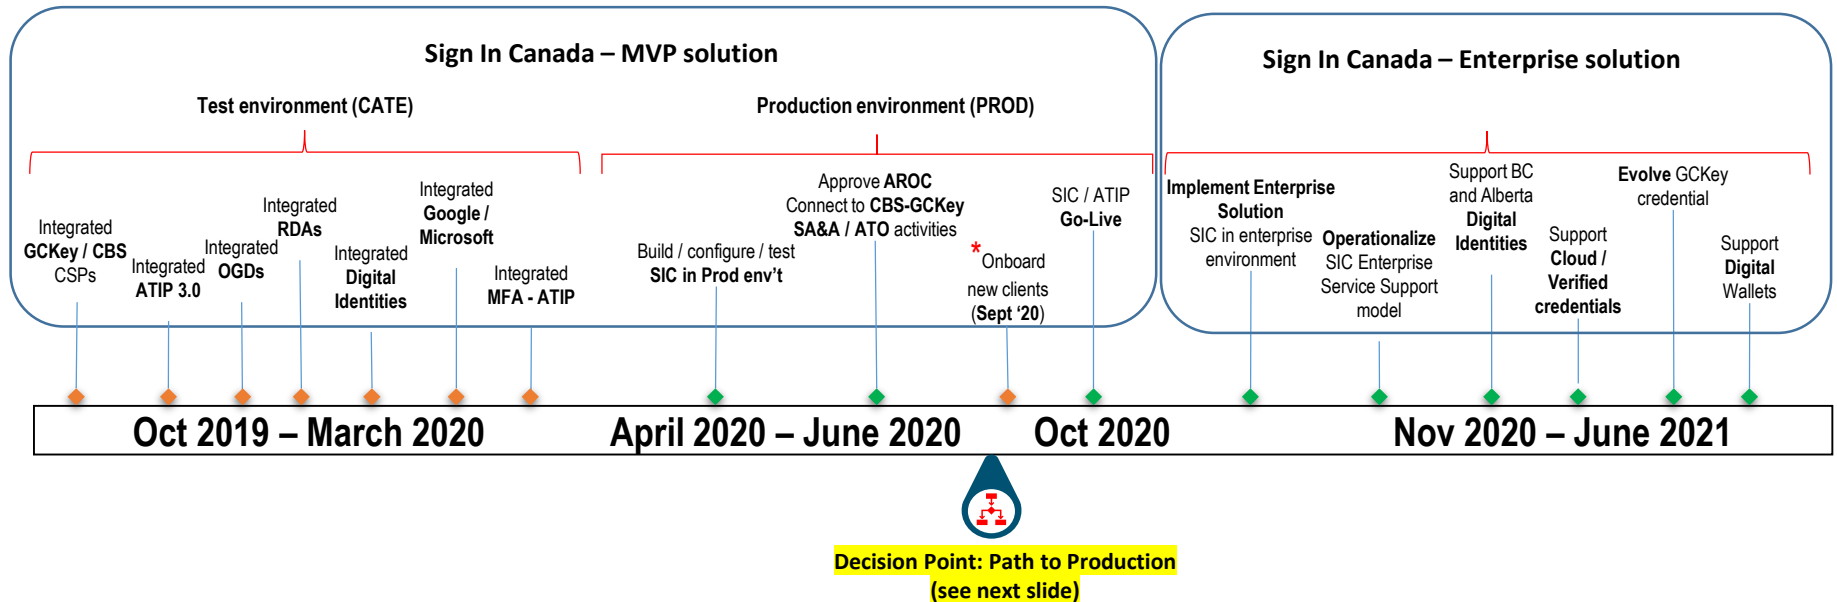 Sign In Canada – MVP solution
Test environment (CATE)
Production environment (PROD)
Integrated
GCKey / CBS
CSPs
Integrated
ATIP 3.0
Integrated
OGDs
Integrated
RDAs
Integrated
Digital
Identities
Integrated
Google /
Microsoft
Integrated
MFA - ATIP
Build / configure / test
SIC in Prod env't
Approve AROC
Connect to CBS-GCKey
SA&A / ATO activities
* Onboard
new clients
(Sept '20)
SIC / ATIP
Go-Live
Sign In Canada – Enterprise solution
Implement Enterprise
Solution
SIC in enterprise
environment
Operationalize
SIC Enterprise
Service Support
model
Support BC
and Alberta
Digital
Identities
Support
Cloud /
Verified
credentials
Evolve GCKey
credential
Support
Digital
Wallets
Oct 2019 – March 2020
April 2020 – June 2020
Oct 2020
Nov 2020 – June 2021
Decision Point: Path to Production
(see next slide)